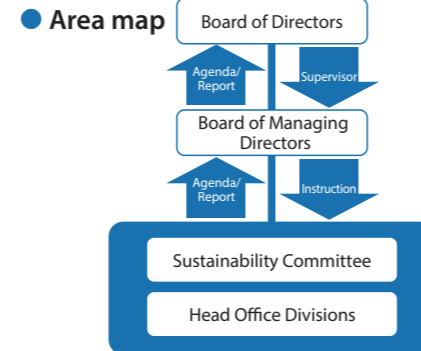 Area map
Board of Directors
Agenda/
Report
Supervisor
Board of Managing
Directors
Agenda/
Report
Instruction
Sustainability Committee
Head Office Divisions